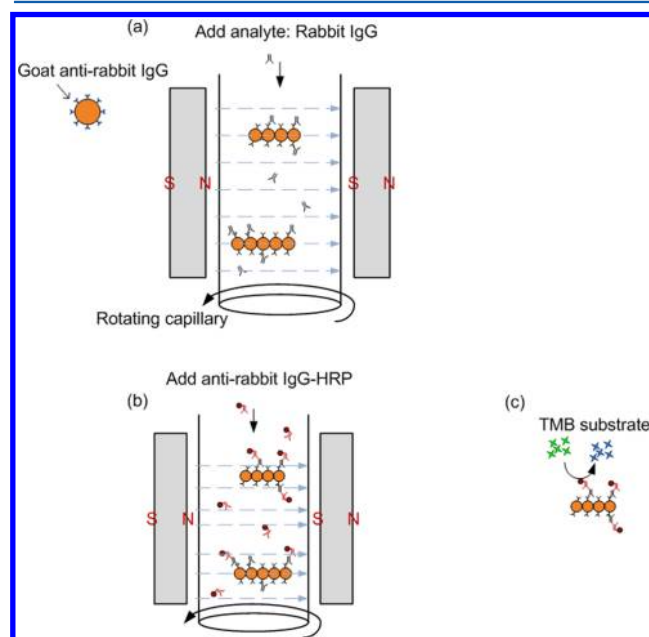 (a)
Add analyte: Rabbit IgG
Goat anti-rabbit IgG
S N S N
Rotating capillary
Add anti-rabbit IgG-HRP
(b)
S N S N
(c)
TMB substrate